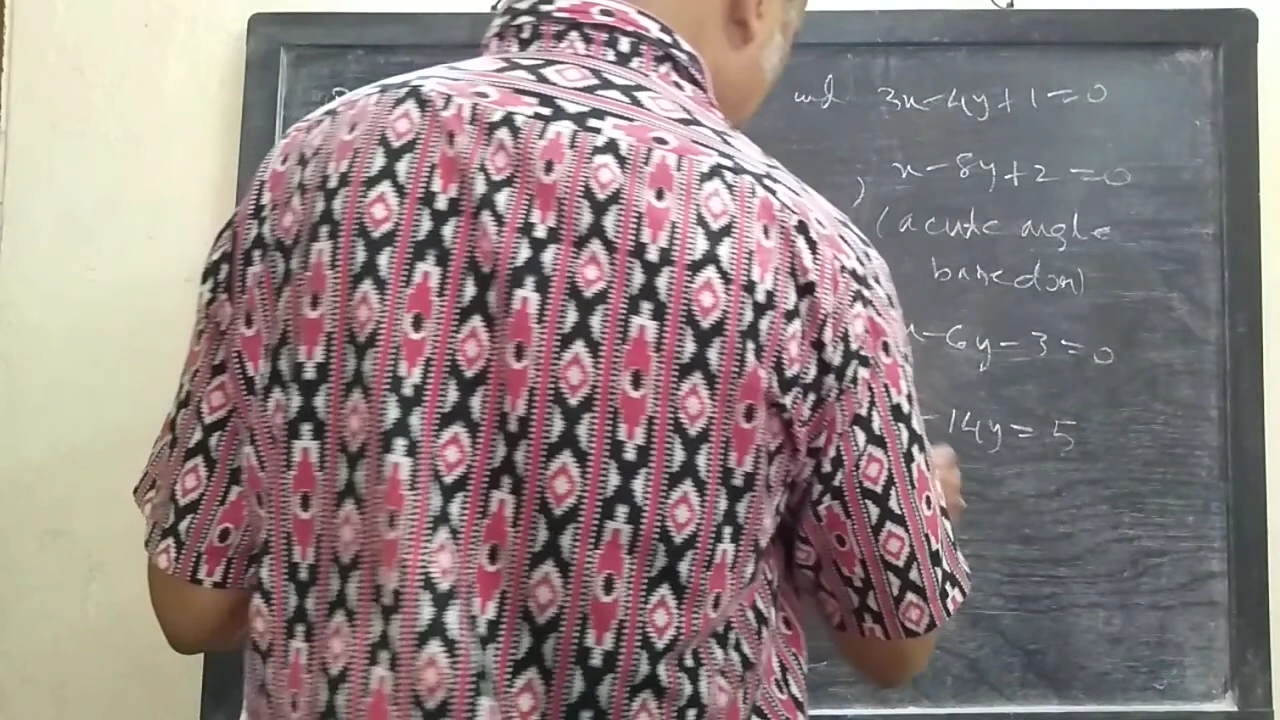 and 3x-4y+1=0
, x-8y+2=0
(acute angle
based on)
x-6y-3=0
-14y=5